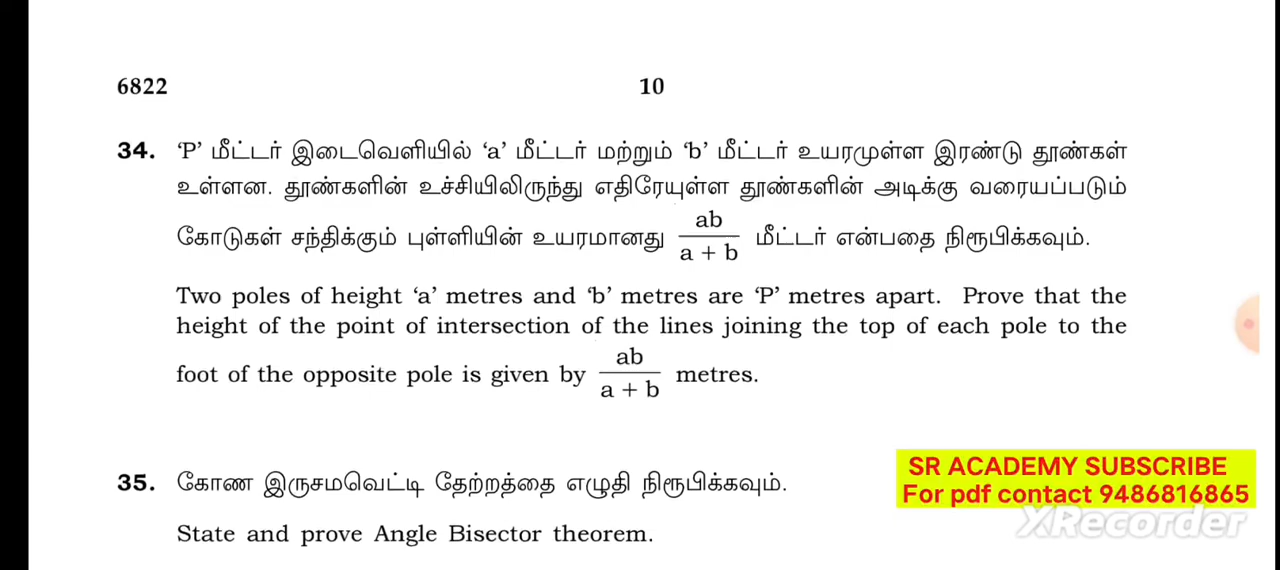 6822 10
34. ‘P’ மீட்டர் இடைவெளியில் ‘a’ மீட்டர் மற்றும் ‘b’ மீட்டர் உயரமுள்ள இரண்டு தூண்கள்
உள்ளன. தூண்களின் உச்சியிலிருந்து எதிரேயுள்ள தூண்களின் அடிக்கு வரையப்படும்
கோடுகள் சந்திக்கும் புள்ளியின் உயரமானது ab / a + b மீட்டர் என்பதை நிரூபிக்கவும்.
Two poles of height ‘a’ metres and ‘b’ metres are ‘P’ metres apart. Prove that the
height of the point of intersection of the lines joining the top of each pole to the
foot of the opposite pole is given by ab / a + b metres.
35. கோண இருசமவெட்டி தேற்றத்தை எழுதி நிரூபிக்கவும்.
State and prove Angle Bisector theorem.
SR ACADEMY SUBSCRIBE
For pdf contact 9486816865
XRecorder